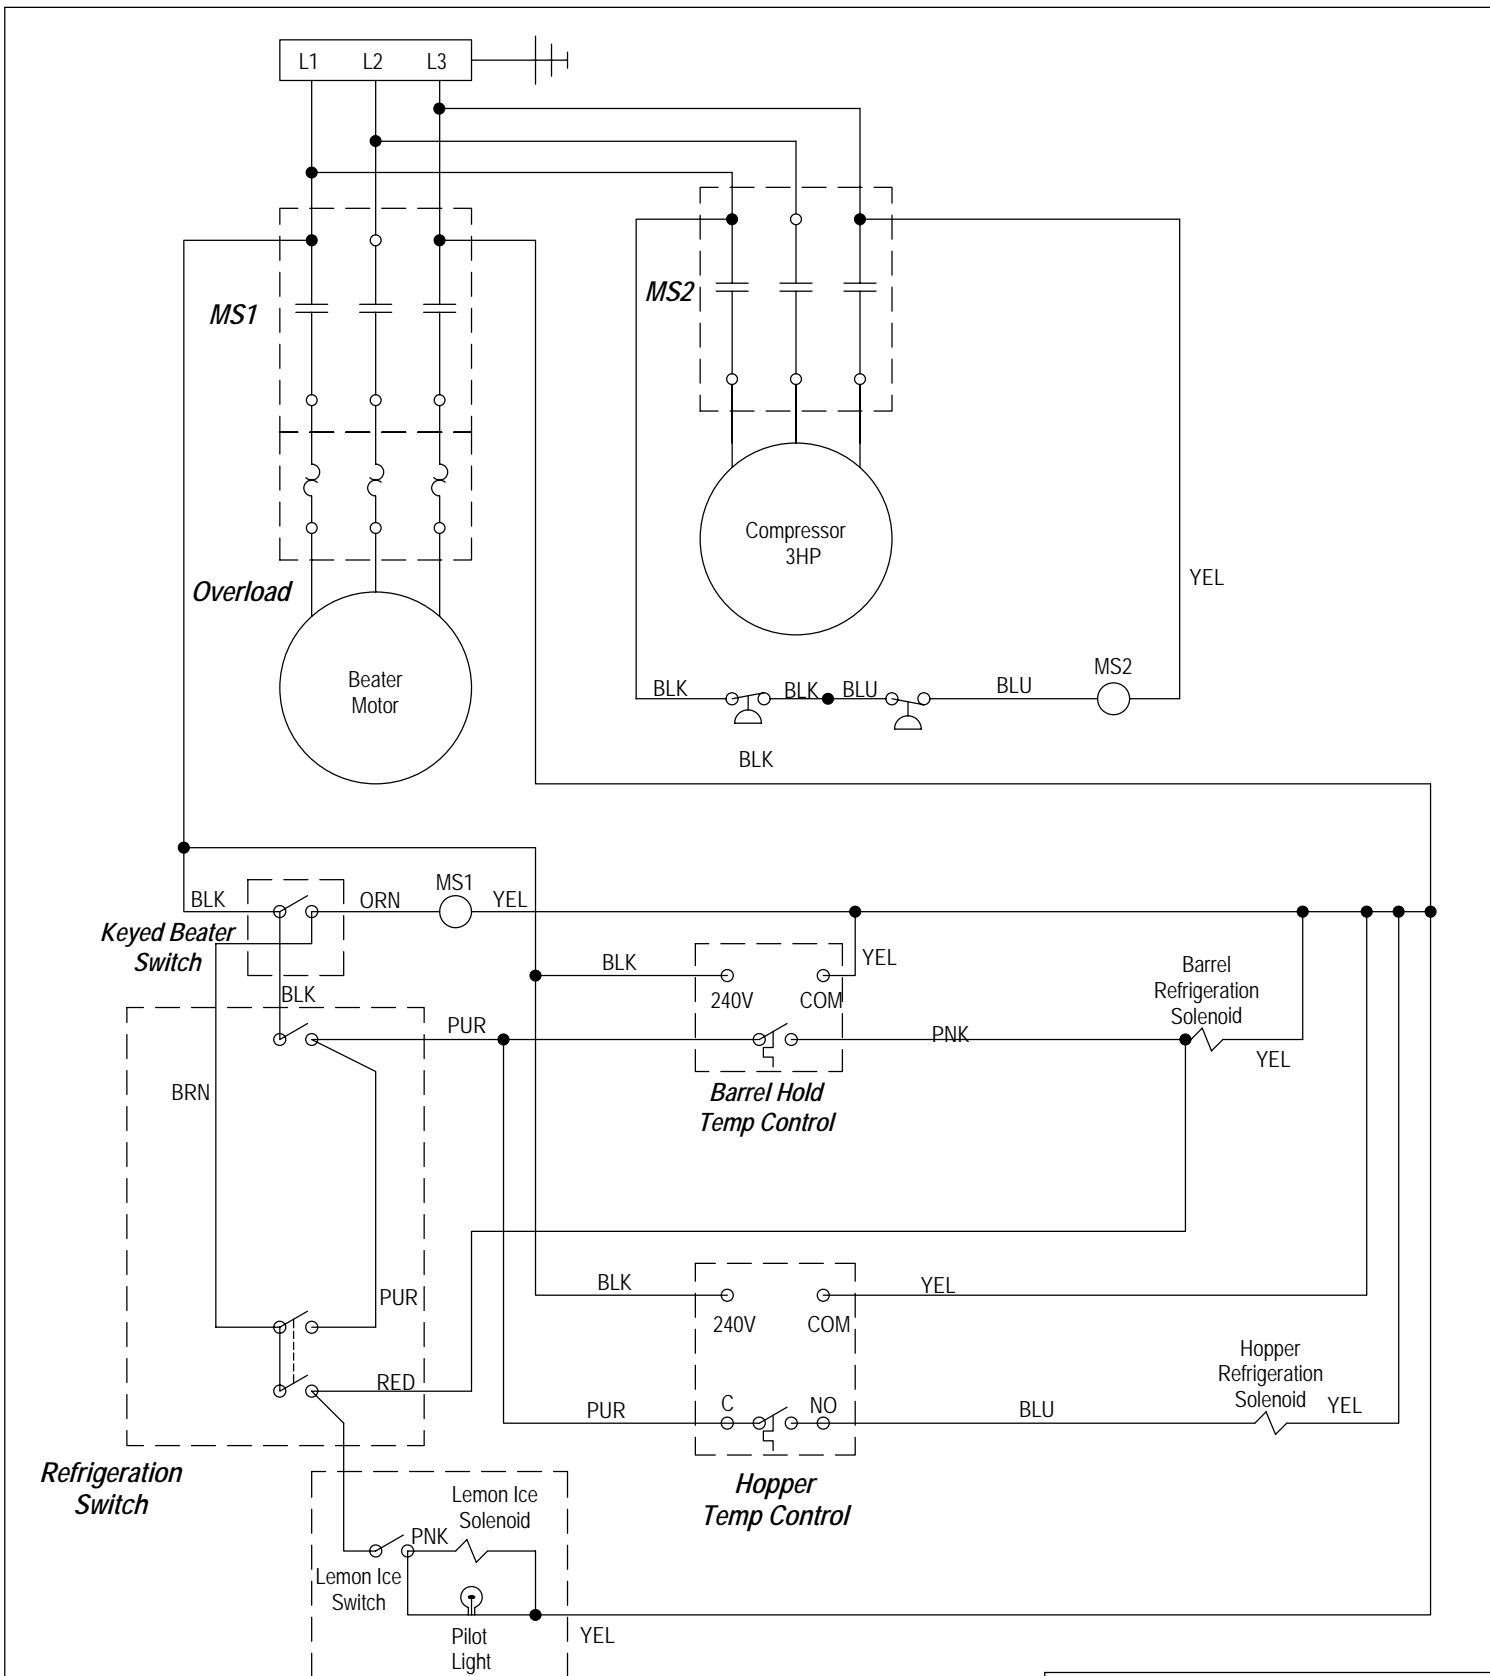 L1 L2 L3
MS1
MS2
Overload
Compressor
3HP
YEL
Beater
Motor
BLK BLK BLU BLU MS2
BLK
MS1
BLK ORN YEL
Keyed Beater
Switch
BLK
YEL
BLK
240V COM
Barrel
Refrigeration
Solenoid
PUR PNK YEL
BRN
Barrel Hold
Temp Control
PUR
BLK YEL
240V COM
RED
Hopper
Refrigeration
Solenoid
PUR C NO BLU YEL
Refrigeration
Switch
Hopper
Temp Control
Lemon Ice
Solenoid
PNK
Lemon Ice
Switch
Pilot
Light
YEL